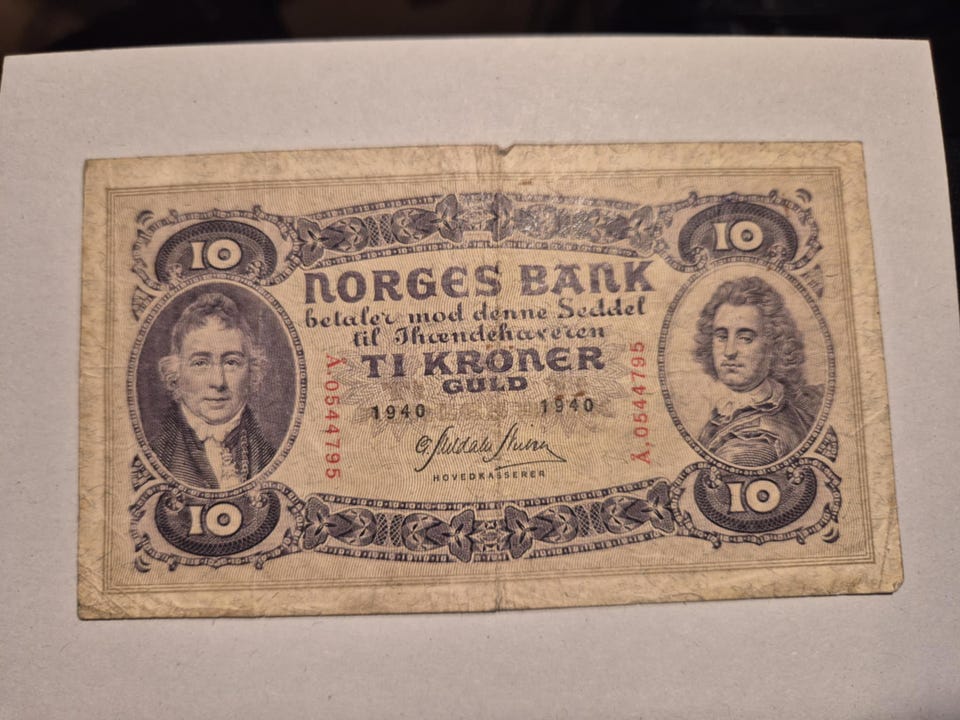 10 10
NORGES BANK
betaler mod denne Seddel
til Ihændehaveren
TI KRONER
GULD
1940 1940
Å.0544795
Å.0544795
HOVEDKASSERER
10 10